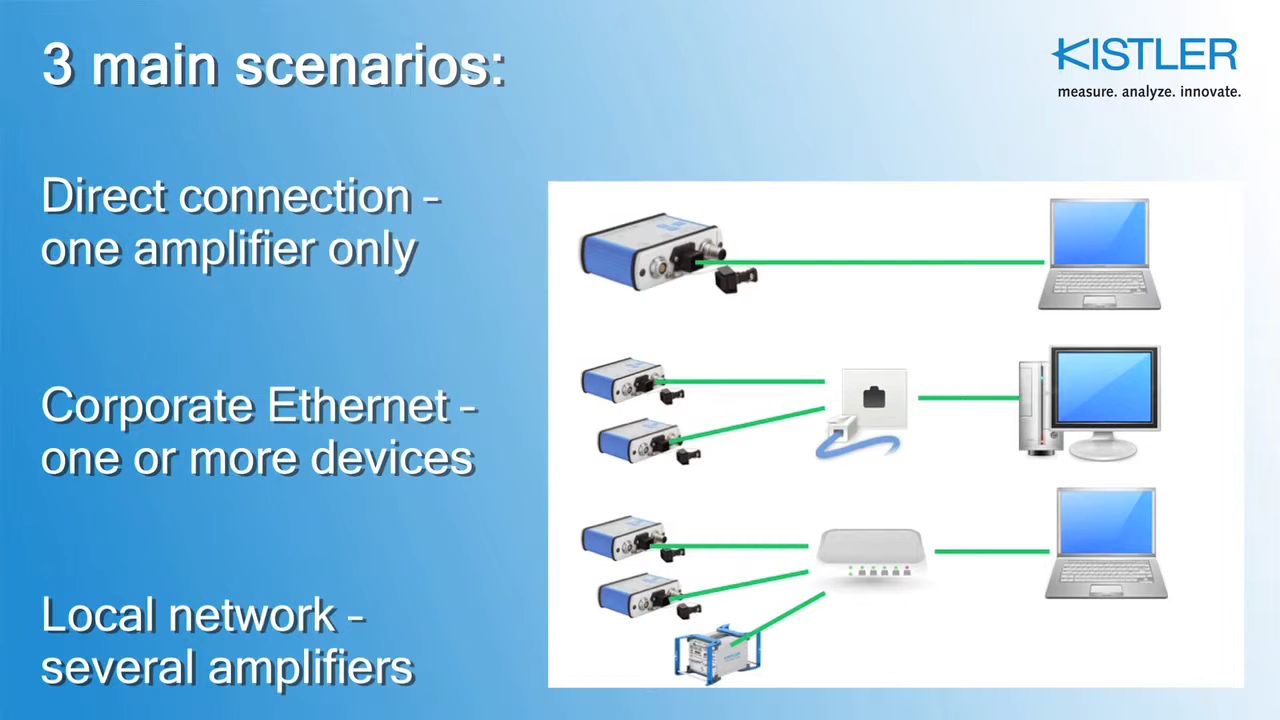 3 main scenarios:
KISTLER
measure. analyze. innovate.
Direct connection –
one amplifier only
Corporate Ethernet –
one or more devices
Local network –
several amplifiers
KISTLER